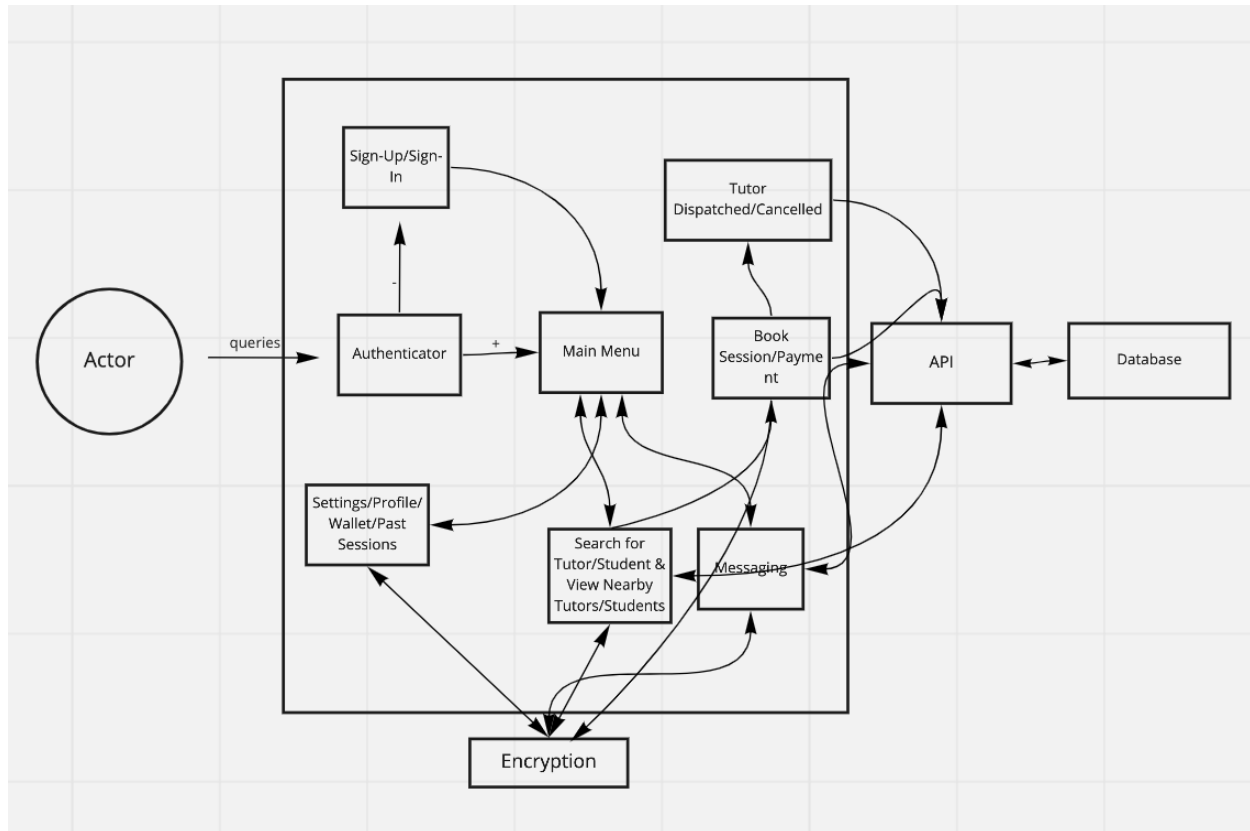 Sign-Up/Sign-
In
Tutor
Dispatched/Cancelled
Actor
queries
-
Authenticator
+
Main Menu
Book
Session/Payme
nt
API
Database
Settings/Profile/
Wallet/Past
Sessions
Search for
Tutor/Student &
View Nearby
Tutors/Students
Messaging
Encryption